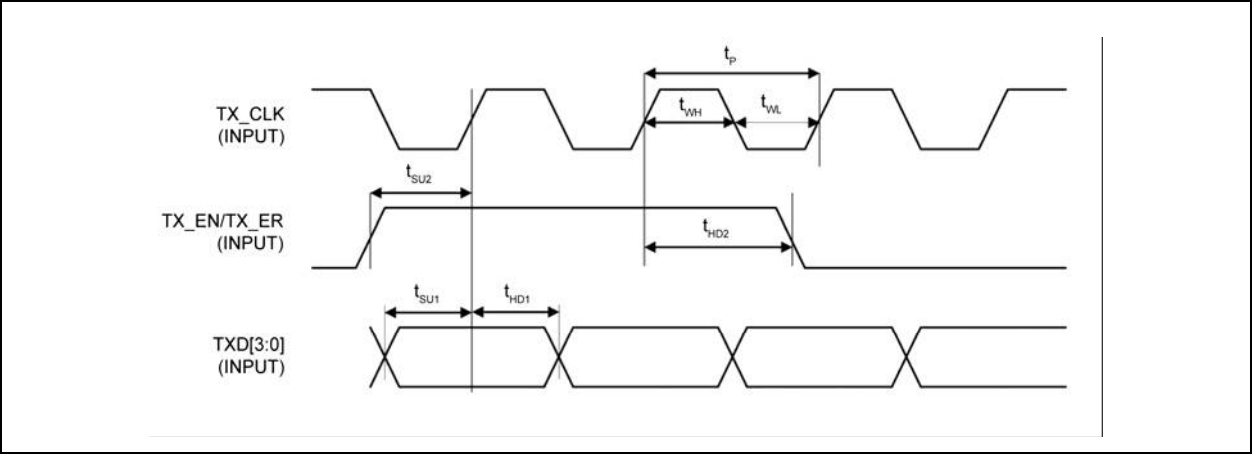 tP
TX_CLK
(INPUT)
tWH
tWL
tSU2
TX_EN/TX_ER
(INPUT)
tHD2
tSU1
tHD1
TXD[3:0]
(INPUT)